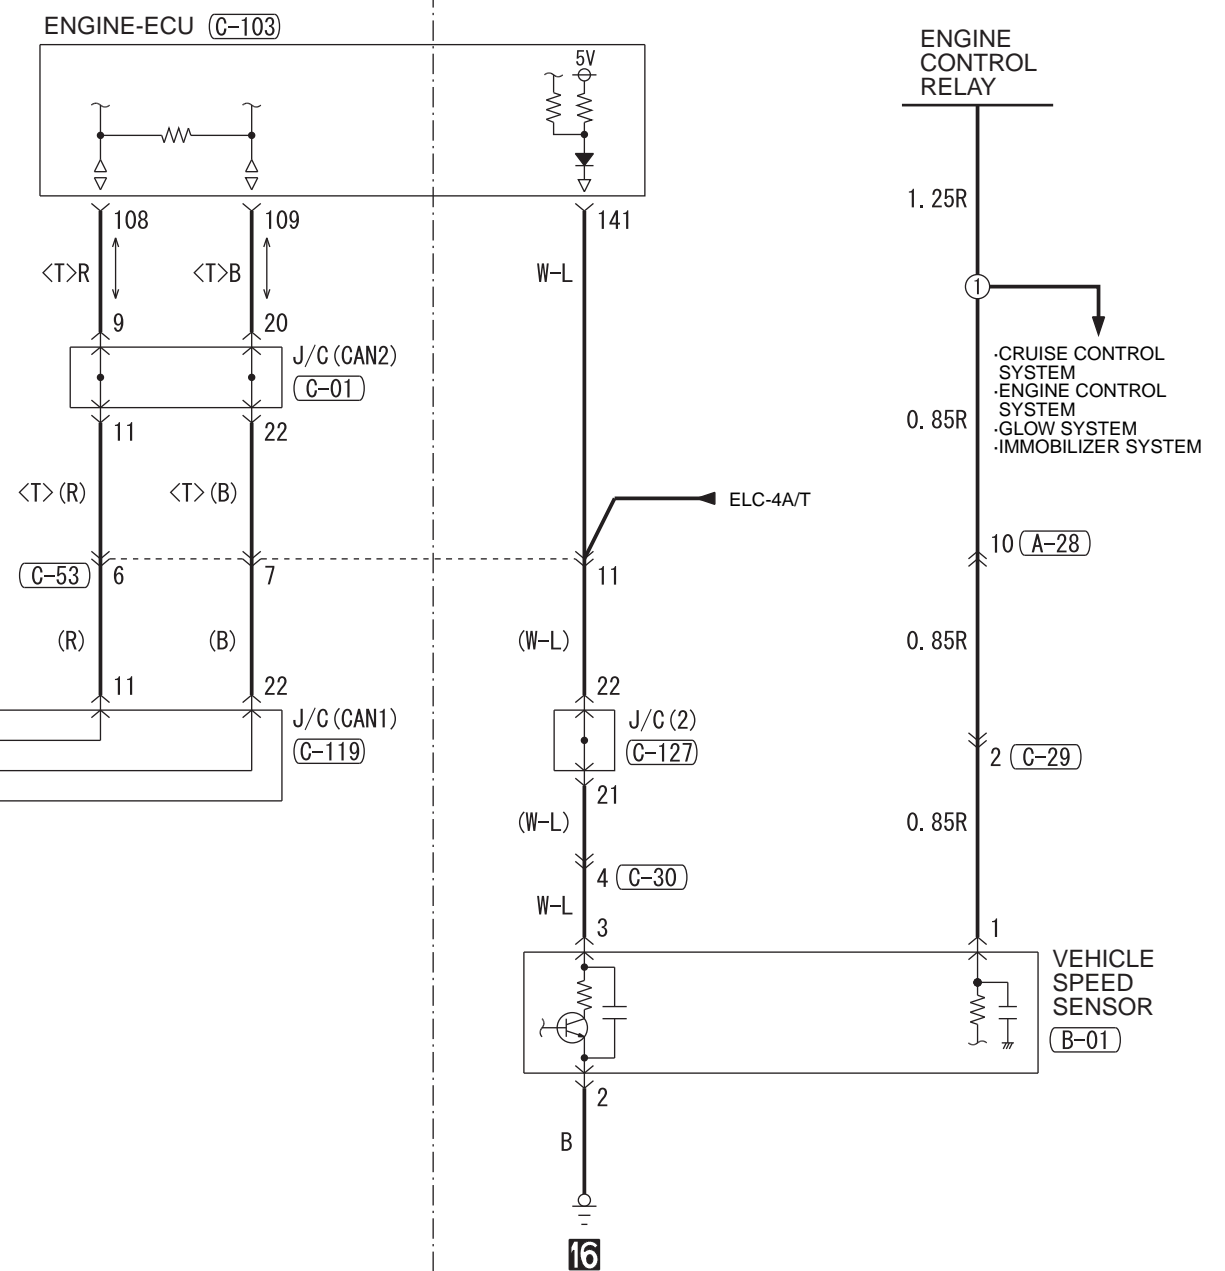 ENGINE-ECU (C-103)
5V
ENGINE
CONTROL
RELAY
108
109
141
1.25R
<T>R
<T>B
W-L
1
9
20
J/C(CAN2)
C-01
·CRUISE CONTROL
SYSTEM
·ENGINE CONTROL
SYSTEM
·GLOW SYSTEM
·IMMOBILIZER SYSTEM
11
22
0.85R
<T>(R)
<T>(B)
ELC-4A/T
10 A-28
C-53
6
7
11
(R)
(B)
(W-L)
0.85R
11
22
22
J/C(CAN1)
C-119
J/C(2)
C-127
2 C-29
21
(W-L)
0.85R
4 C-30
W-L
3
1
VEHICLE
SPEED
SENSOR
B-01
2
B
16